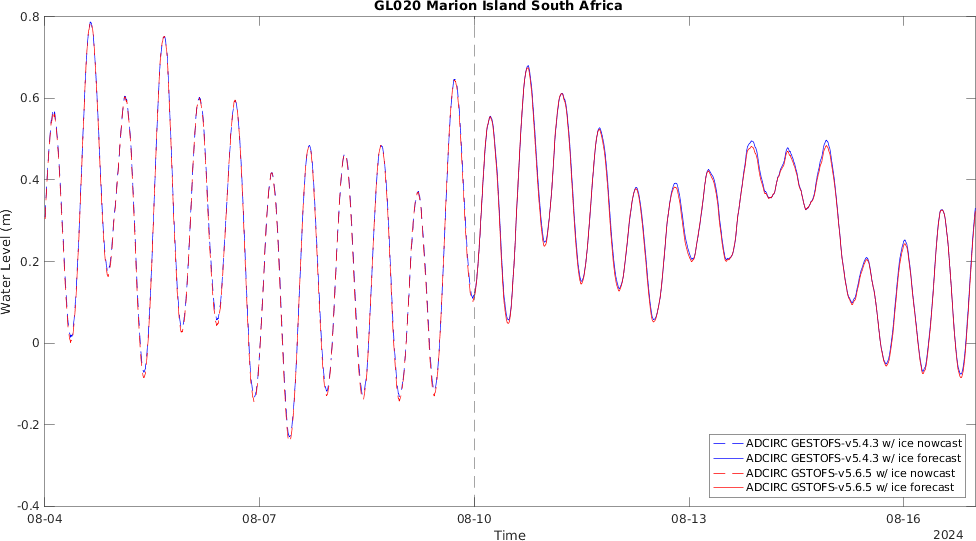 GL020 Marion Island South Africa
0.8
0.6
0.4
0.2
0
-0.2
-0.4
Water Level (m)
08-04 08-07 08-10 08-13 08-16
Time
2024
ADCIRC GESTOFS-v5.4.3 w/ ice nowcast
ADCIRC GESTOFS-v5.4.3 w/ ice forecast
ADCIRC GSTOFS-v5.6.5 w/ ice nowcast
ADCIRC GSTOFS-v5.6.5 w/ ice forecast